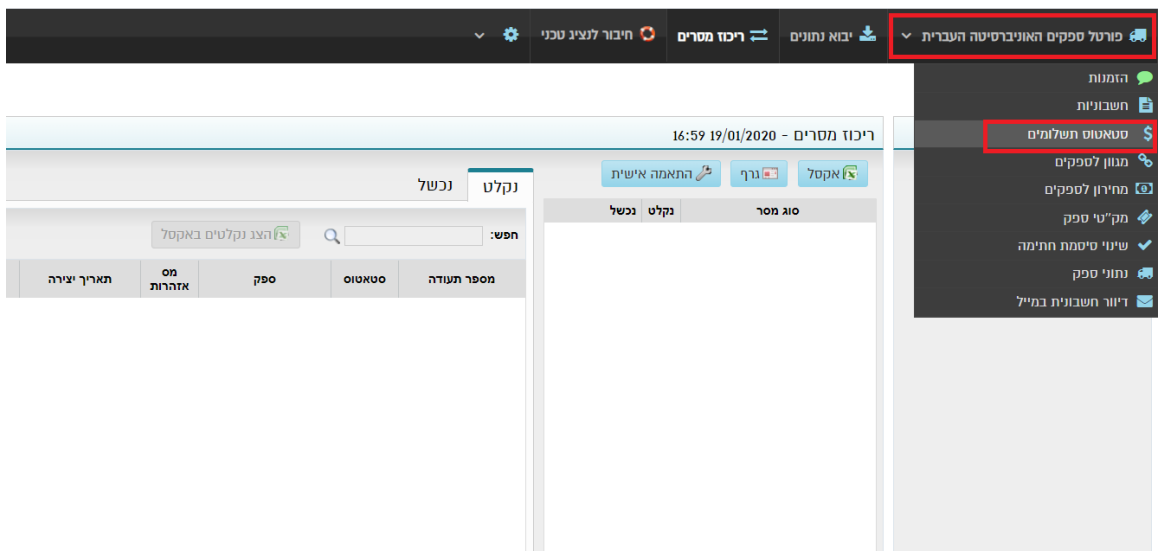 פורטל ספקים האוניברסיטה העברית
יבוא נתונים
ריכוז מסרים
חיבור לנציג טכני
הזמנות
חשבוניות
סטאטוס תשלומים
מגוון לספקים
מחירון לספקים
מק"טי ספק
שינוי סיסמת חתימה
נתוני ספק
דיוור חשבונית במייל
ריכוז מסרים - 19/01/2020 16:59
אקסל
גרף
התאמה אישית
סוג מסר
נקלט
נכשל
נקלט
נכשל
חפש:
הצג נקלטים באקסל
מספר תעודה
סטאטוס
ספק
מס
אזהרות
תאריך יצירה